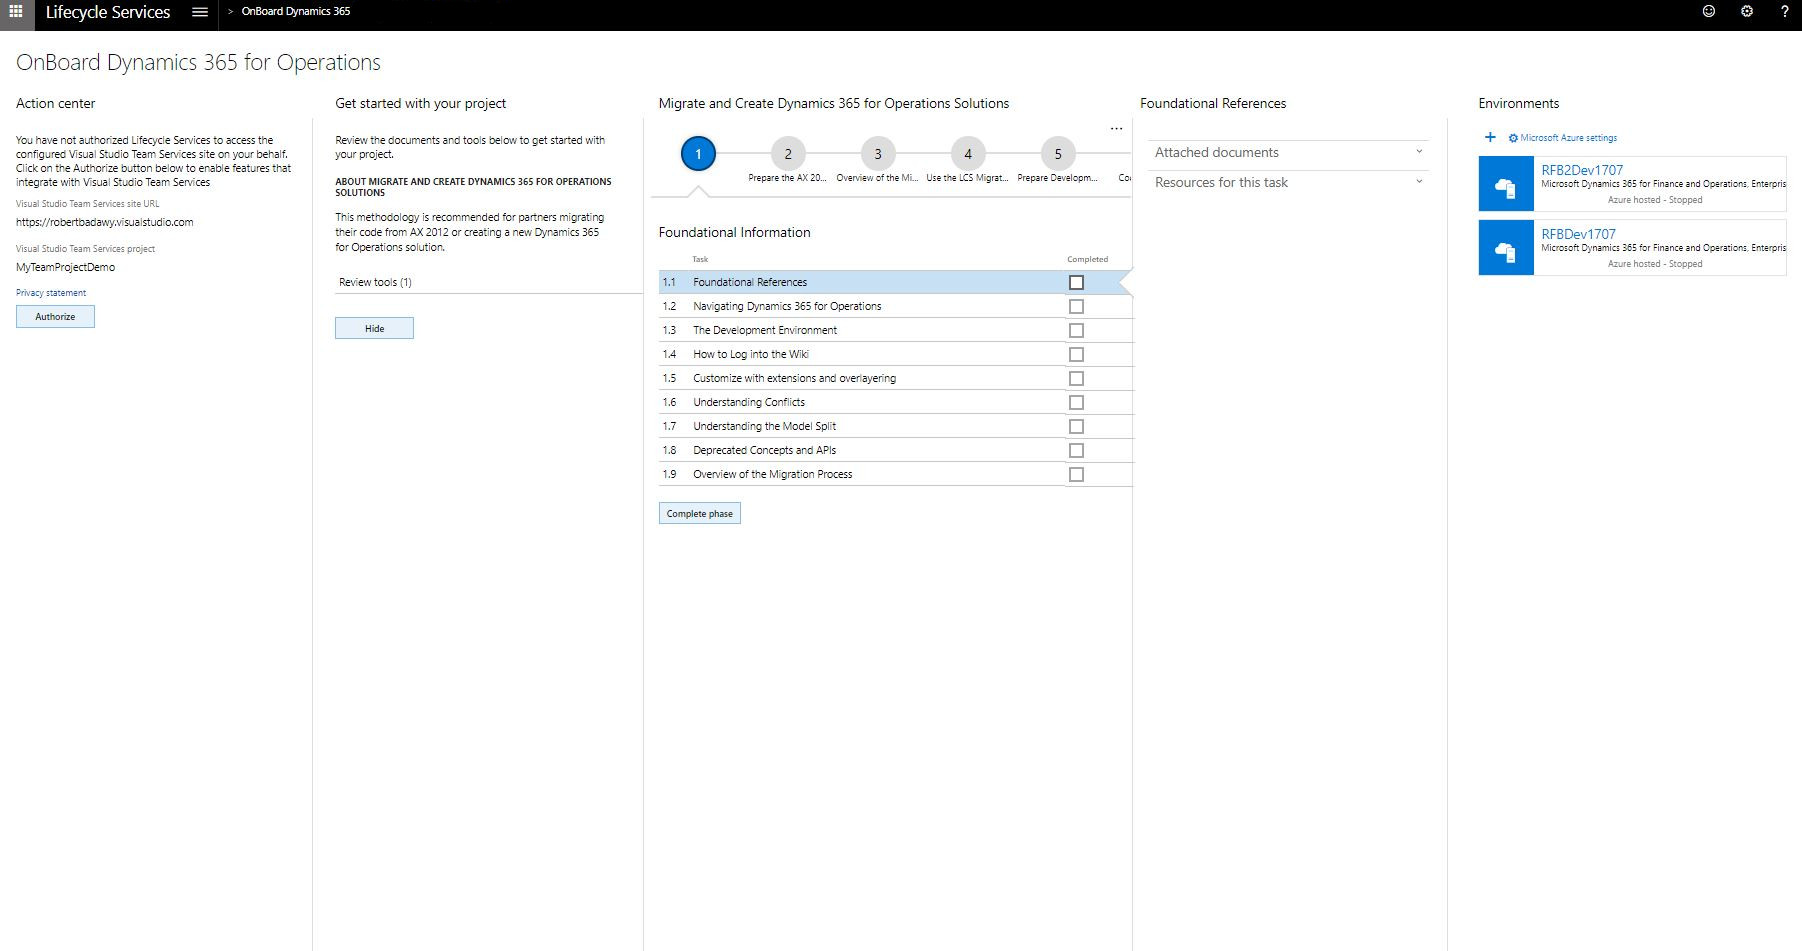 Lifecycle Services
> OnBoard Dynamics 365
?
OnBoard Dynamics 365 for Operations
Action center
You have not authorized Lifecycle Services to access the
configured Visual Studio Team Services site on your behalf.
Click on the Authorize button below to enable features that
integrate with Visual Studio Team Services
Visual Studio Team Services site URL
https://robertbadawy.visualstudio.com
Visual Studio Team Services project
MyTeamProjectDemo
Privacy statement
Authorize
Get started with your project
Review the documents and tools below to get started with
your project.
ABOUT MIGRATE AND CREATE DYNAMICS 365 FOR OPERATIONS
SOLUTIONS
This methodology is recommended for partners migrating
their code from AX 2012 or creating a new Dynamics 365
for Operations solution.
Review tools (1)
Hide
Migrate and Create Dynamics 365 for Operations Solutions
...
1 2 3 4 5
Prepare the AX 20... Overview of the Mi... Use the LCS Migrat... Prepare Developm... Co
Foundational Information
Task Completed
1.1 Foundational References
1.2 Navigating Dynamics 365 for Operations
1.3 The Development Environment
1.4 How to Log into the Wiki
1.5 Customize with extensions and overlayering
1.6 Understanding Conflicts
1.7 Understanding the Model Split
1.8 Deprecated Concepts and APIs
1.9 Overview of the Migration Process
Complete phase
Foundational References
Attached documents
Resources for this task
Environments
+ Microsoft Azure settings
RFB2Dev1707
Microsoft Dynamics 365 for Finance and Operations, Enterpris
Azure hosted - Stopped
RFBDev1707
Microsoft Dynamics 365 for Finance and Operations, Enterpris
Azure hosted - Stopped